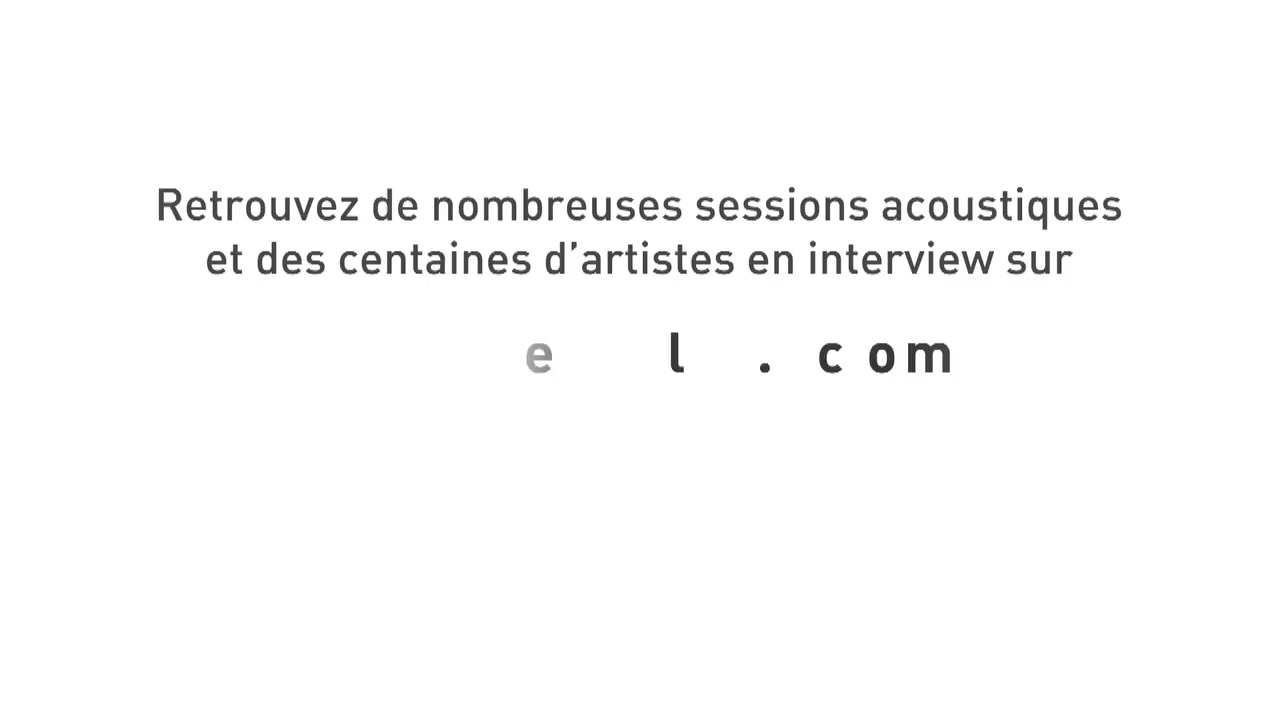 Retrouvez de nombreuses sessions acoustiques
et des centaines d’artistes en interview sur
e l . com